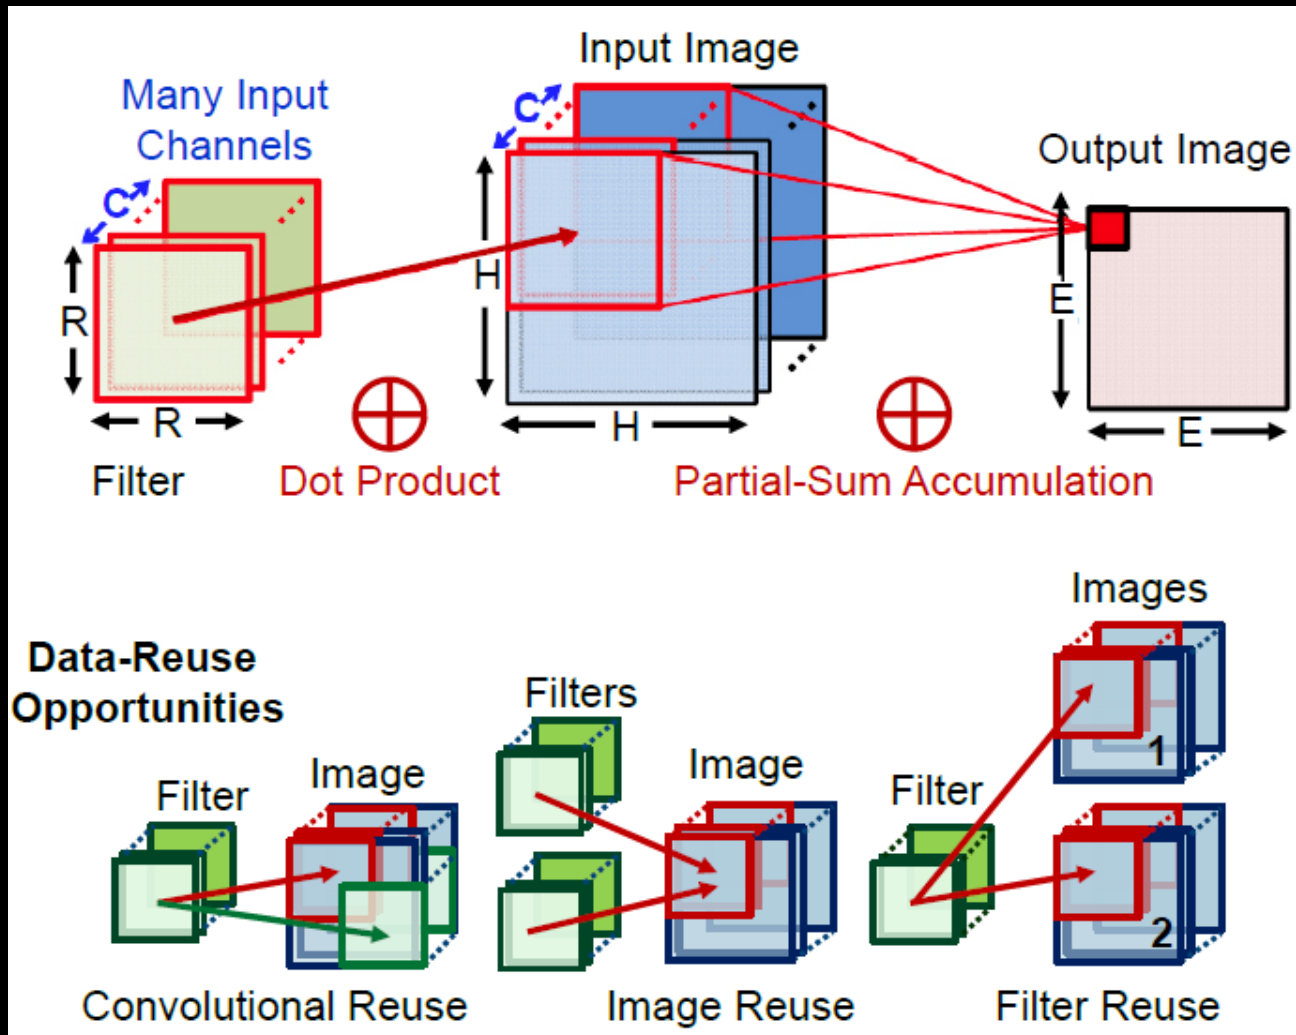 Input Image
Many Input
Channels
C
C
Output Image
R
H
E
R
H
E
Filter
Dot Product
Partial-Sum Accumulation
Images
Data-Reuse
Opportunities
Filters
1
Filter
Image
Image
Filter
2
Convolutional Reuse
Image Reuse
Filter Reuse